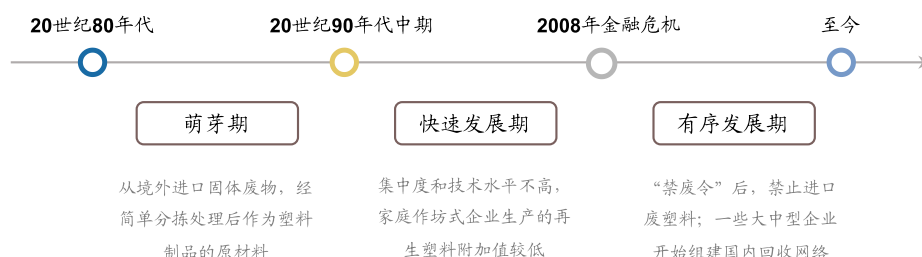 20世纪80年代 20世纪90年代中期 2008年金融危机 至今
萌芽期 快速发展期 有序发展期
从境外进口固体废物，经
简单分拣处理后作为塑料
制品的原材料
集中度和技术水平不高，
家庭作坊式企业生产的再
生塑料附加值较低
“禁废令”后，禁止进口
废塑料；一些大中型企业
开始组建国内回收网络